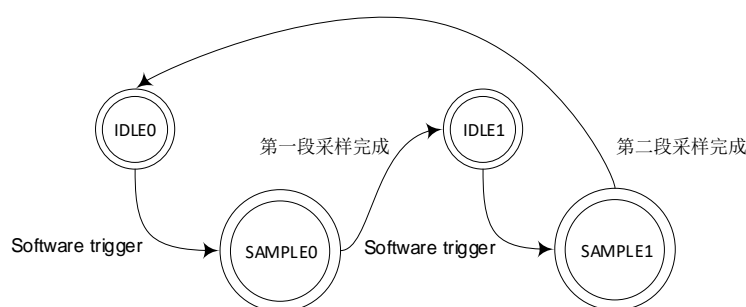 IDLE0
IDLE1
第一段采样完成
第二段采样完成
Software trigger
SAMPLE0
Software trigger
SAMPLE1